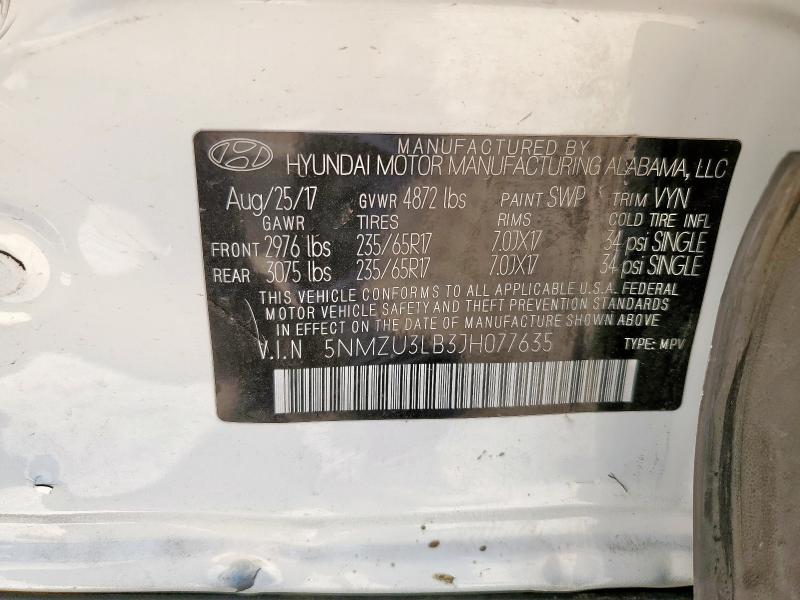 MANUFACTURED BY
HYUNDAI MOTOR MANUFACTURING ALABAMA, LLC
Aug/25/17 GVWR 4872 lbs PAINT SWP TRIM VYN
GAWR TIRES RIMS COLD TIRE INFL
FRONT 2976 lbs 235/65R17 7.0JX17 34 psi SINGLE
REAR 3075 lbs 235/65R17 7.0JX17 34 psi SINGLE
THIS VEHICLE CONFORMS TO ALL APPLICABLE U.S.A. FEDERAL
MOTOR VEHICLE SAFETY AND THEFT PREVENTION STANDARDS
IN EFFECT ON THE DATE OF MANUFACTURE SHOWN ABOVE.
V.I.N 5NMZU3LB3JH077635 TYPE: MPV